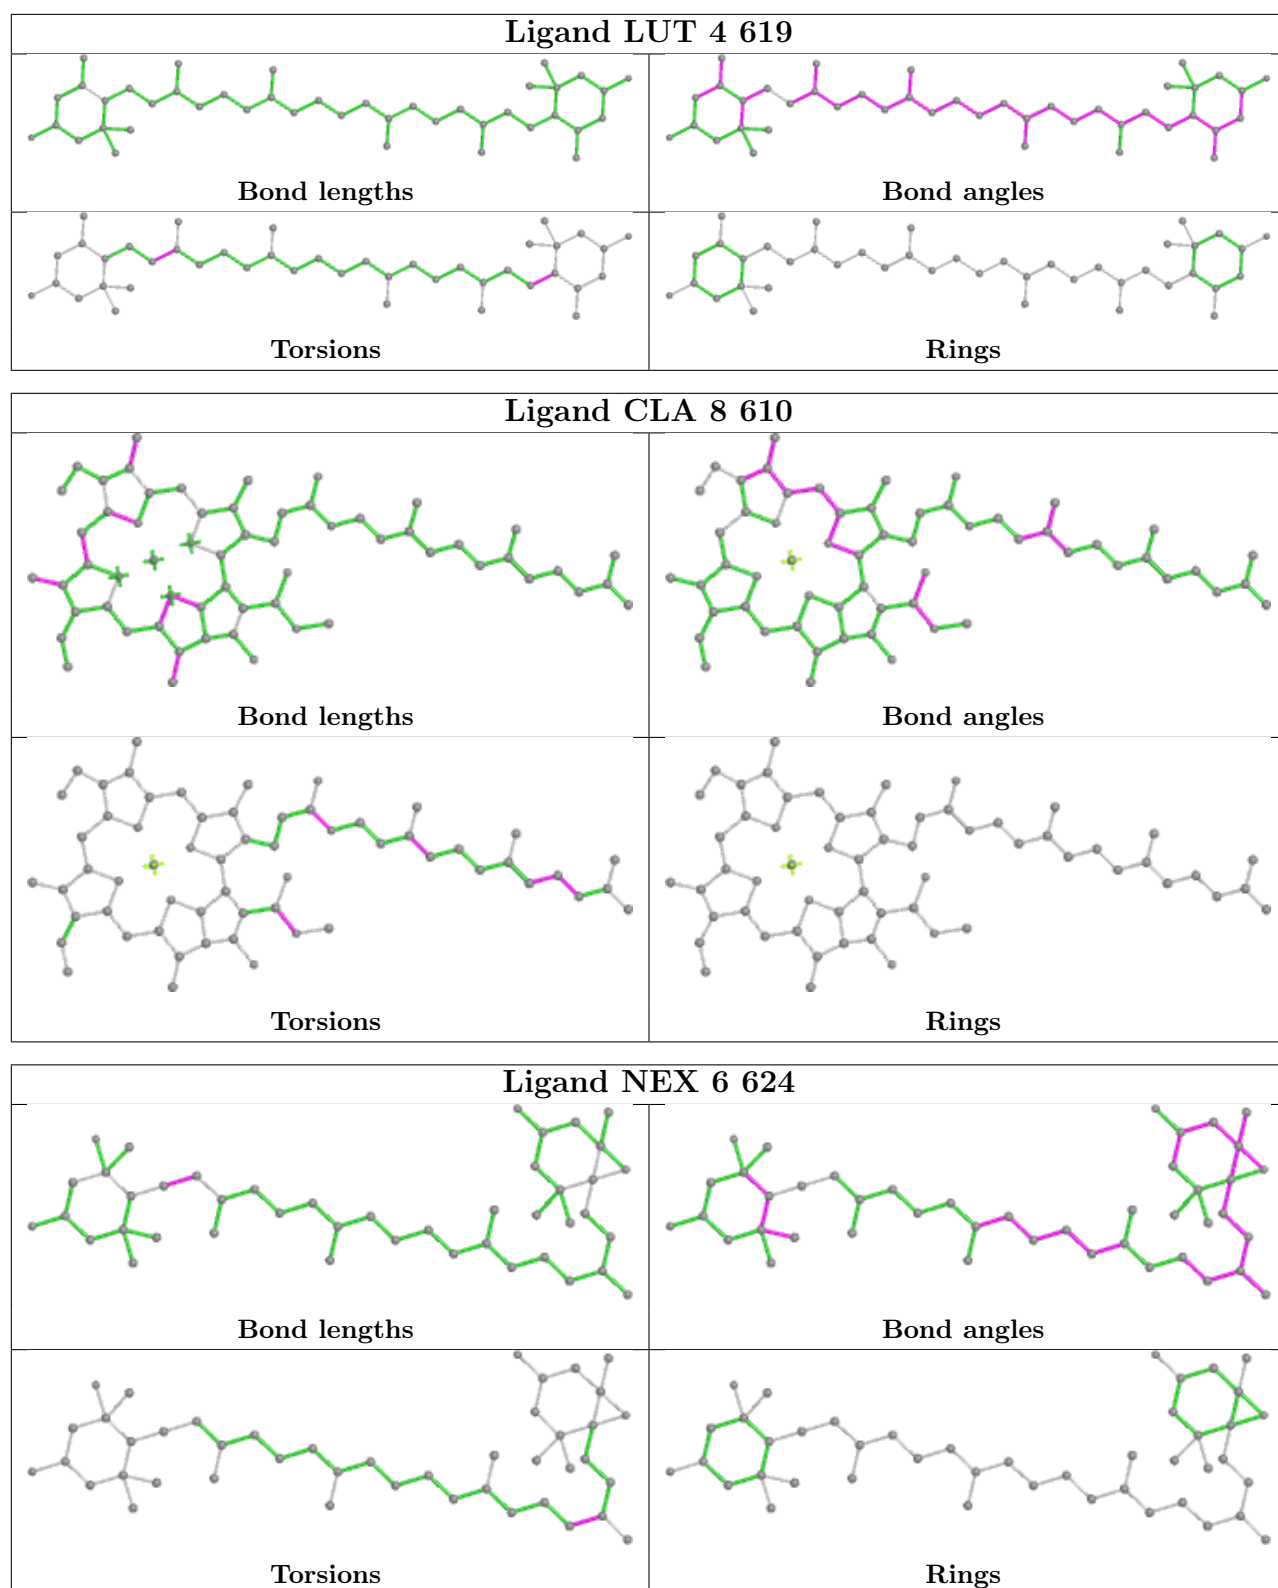 Ligand LUT 4 619
Bond lengths
Bond angles
Torsions
Rings
Ligand CLA 8 610
Bond lengths
Bond angles
Torsions
Rings
Ligand NEX 6 624
Bond lengths
Bond angles
Torsions
Rings